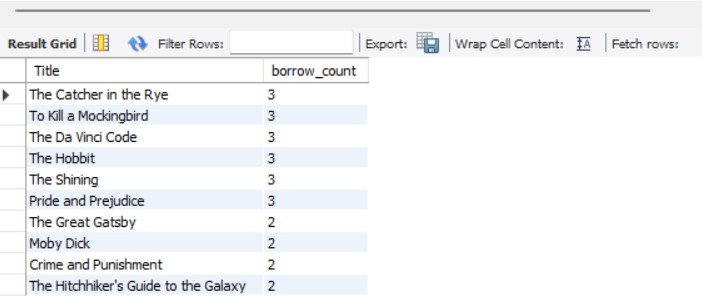 Result Grid Filter Rows: Export: Wrap Cell Content: Fetch rows:
Title borrow_count
The Catcher in the Rye 3
To Kill a Mockingbird 3
The Da Vinci Code 3
The Hobbit 3
The Shining 3
Pride and Prejudice 3
The Great Gatsby 2
Moby Dick 2
Crime and Punishment 2
The Hitchhiker's Guide to the Galaxy 2